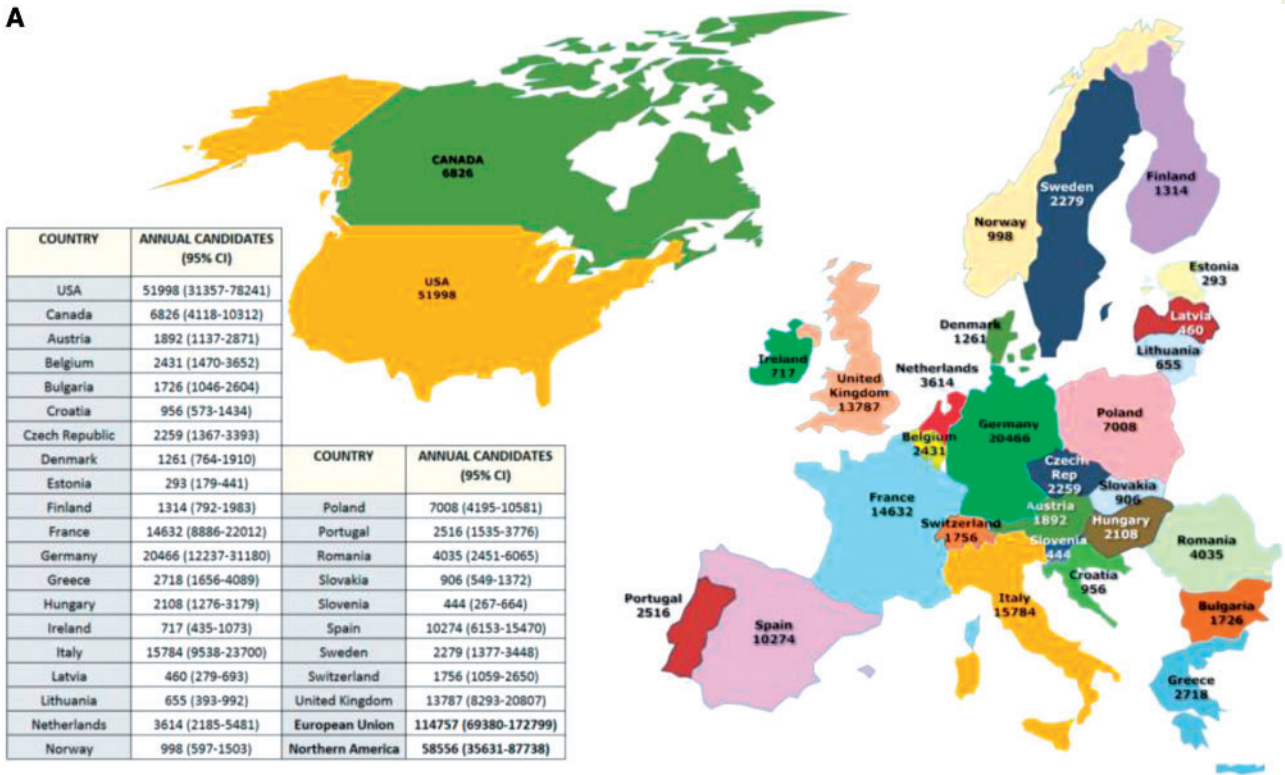 A
CANADA
6826
USA
51998
COUNTRY ANNUAL CANDIDATES
(95% CI)
USA 51998 (31357-78241)
Canada 6826 (4118-10312)
Austria 1892 (1137-2871)
Belgium 2431 (1470-3652)
Bulgaria 1726 (1046-2604)
Croatia 956 (573-1434)
Czech Republic 2259 (1367-3393)
Denmark 1261 (764-1910)
Estonia 293 (179-441)
Finland 1314 (792-1983)
France 14632 (8886-22012)
Germany 20466 (12237-31180)
Greece 2718 (1656-4089)
Hungary 2108 (1276-3179)
Ireland 717 (435-1073)
Italy 15784 (9538-23700)
Latvia 460 (279-693)
Lithuania 655 (393-992)
Netherlands 3614 (2185-5481)
Norway 998 (597-1503)
COUNTRY ANNUAL CANDIDATES
(95% CI)
Poland 7008 (4195-10581)
Portugal 2516 (1535-3776)
Romania 4035 (2451-6065)
Slovakia 906 (549-1372)
Slovenia 444 (267-664)
Spain 10274 (6153-15470)
Sweden 2279 (1377-3448)
Switzerland 1756 (1059-2650)
United Kingdom 13787 (8293-20807)
European Union 114757 (69380-172799)
Northern America 58556 (35631-87738)
Finland
1314
Sweden
2279
Norway
998
Estonia
293
Latvia
460
Lithuania
655
Denmark
1261
Ireland
717
Netherlands
3614
United
Kingdom
13787
Poland
7008
Germany
20466
Belgium
2431
Czech
Rep
2259
Slovakia
906
France
14632
Austria
1892
Hungary
2108
Switzerland
1756
Slovenia
444
Romania
4035
Croatia
956
Portugal
2516
Italy
15784
Bulgaria
1726
Spain
10274
Greece
2718